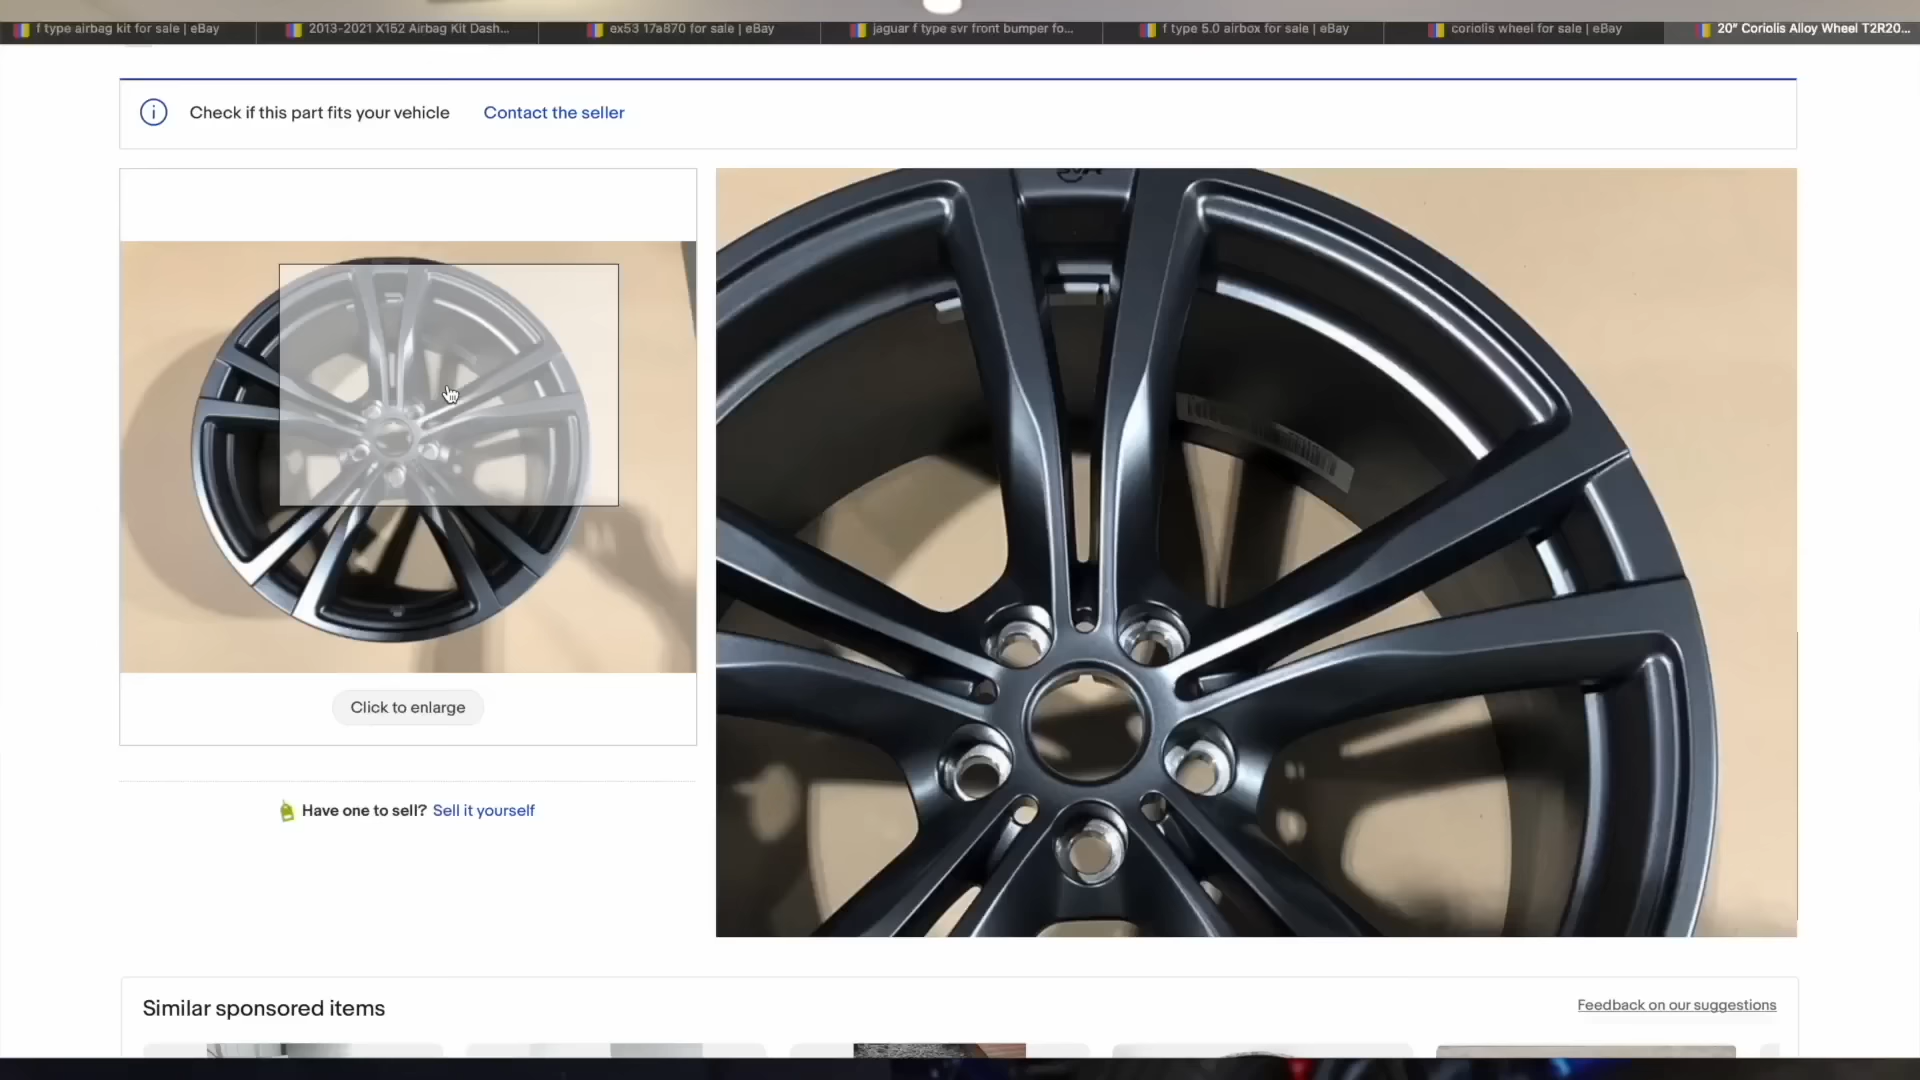 f type airbag kit for sale | eBay
2013-2021 X152 Airbag Kit Dash...
ex53 17a870 for sale | eBay
jaguar f type svr front bumper fo...
f type 5.0 airbox for sale | eBay
coriolis wheel for sale | eBay
20" Coriolis Alloy Wheel T2R20...
Check if this part fits your vehicle Contact the seller
Click to enlarge
Have one to sell? Sell it yourself
Similar sponsored items
Feedback on our suggestions